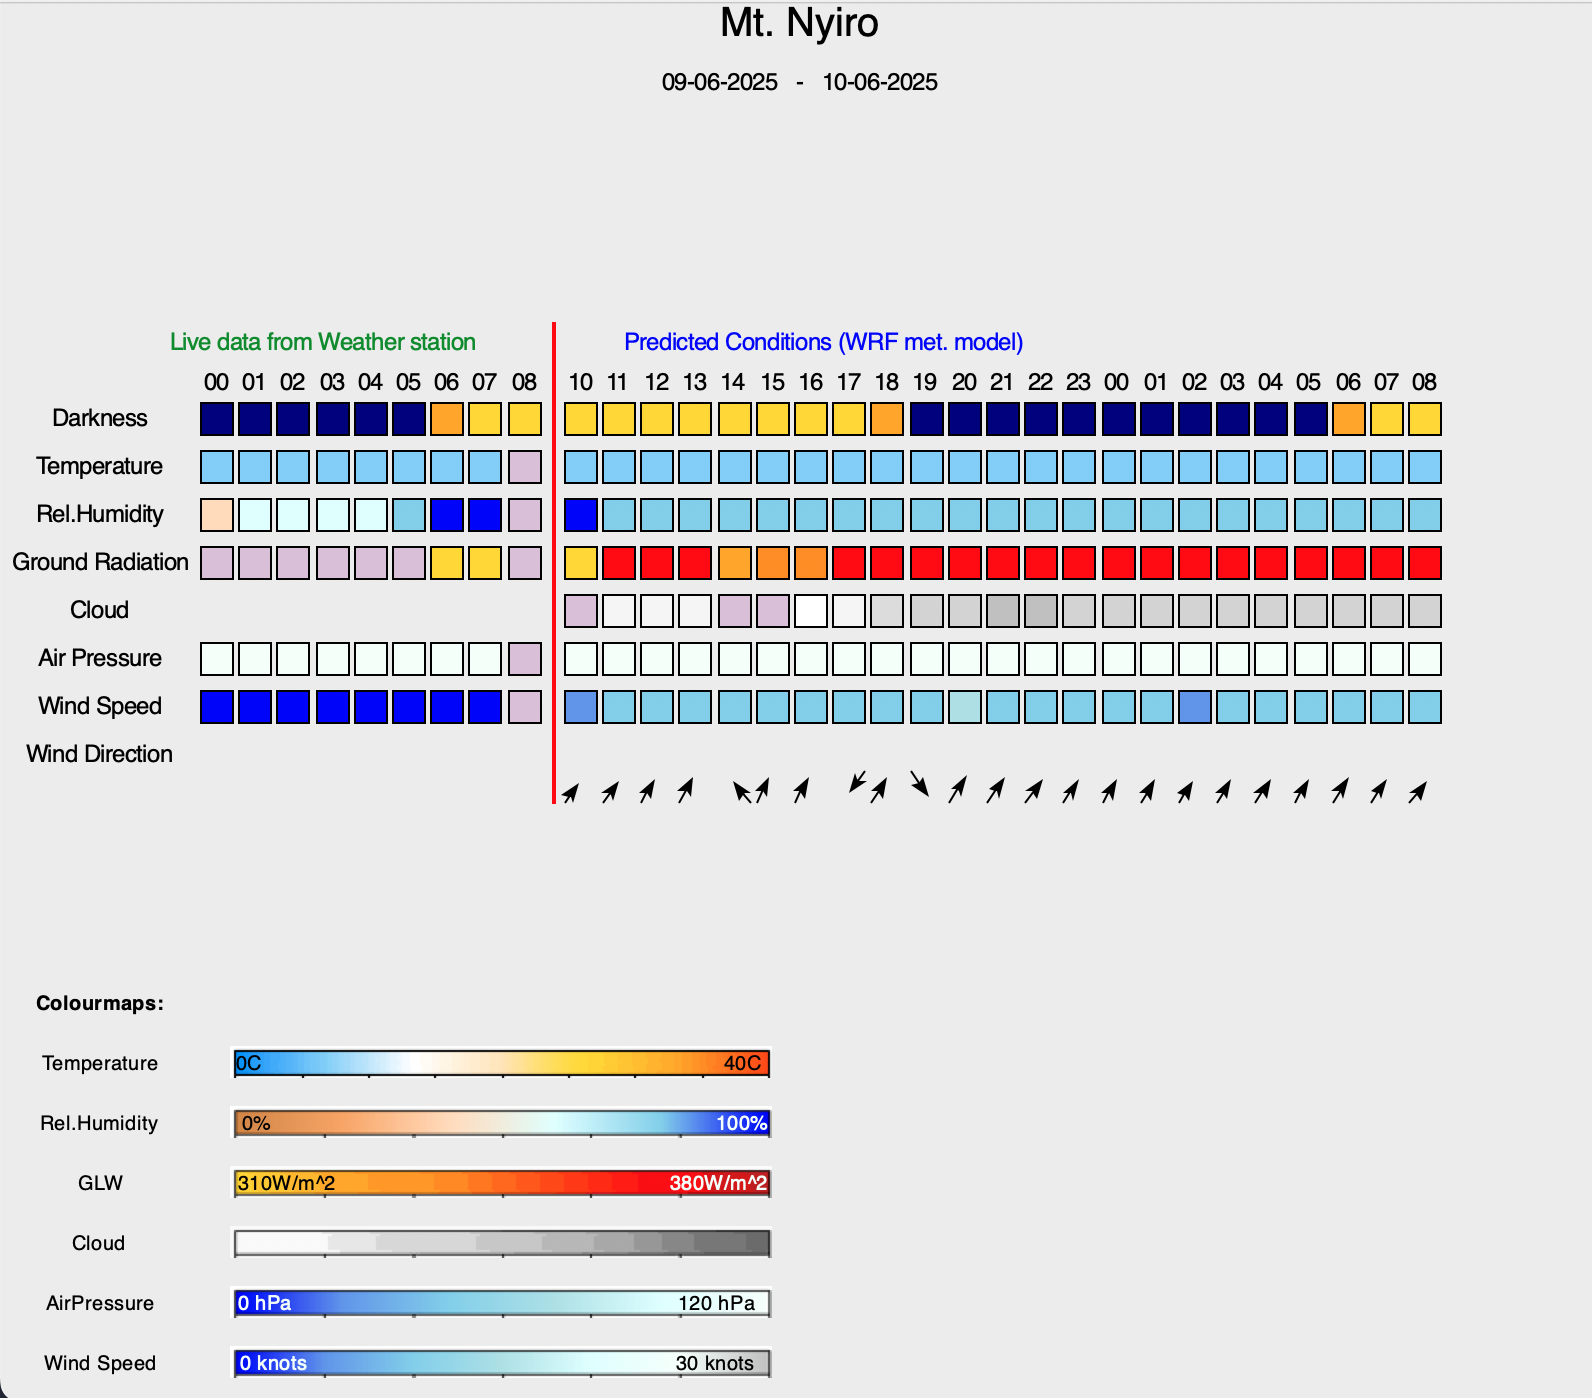 Mt. Nyiro
09-06-2025 - 10-06-2025
Live data from Weather station
Predicted Conditions (WRF met. model)
00 01 02 03 04 05 06 07 08 10 11 12 13 14 15 16 17 18 19 20 21 22 23 00 01 02 03 04 05 06 07 08
Darkness
Temperature
Rel.Humidity
Ground Radiation
Cloud
Air Pressure
Wind Speed
Wind Direction
Colourmaps:
Temperature 0C 40C
Rel.Humidity 0% 100%
GLW 310W/m^2 380W/m^2
Cloud
AirPressure 0 hPa 120 hPa
Wind Speed 0 knots 30 knots